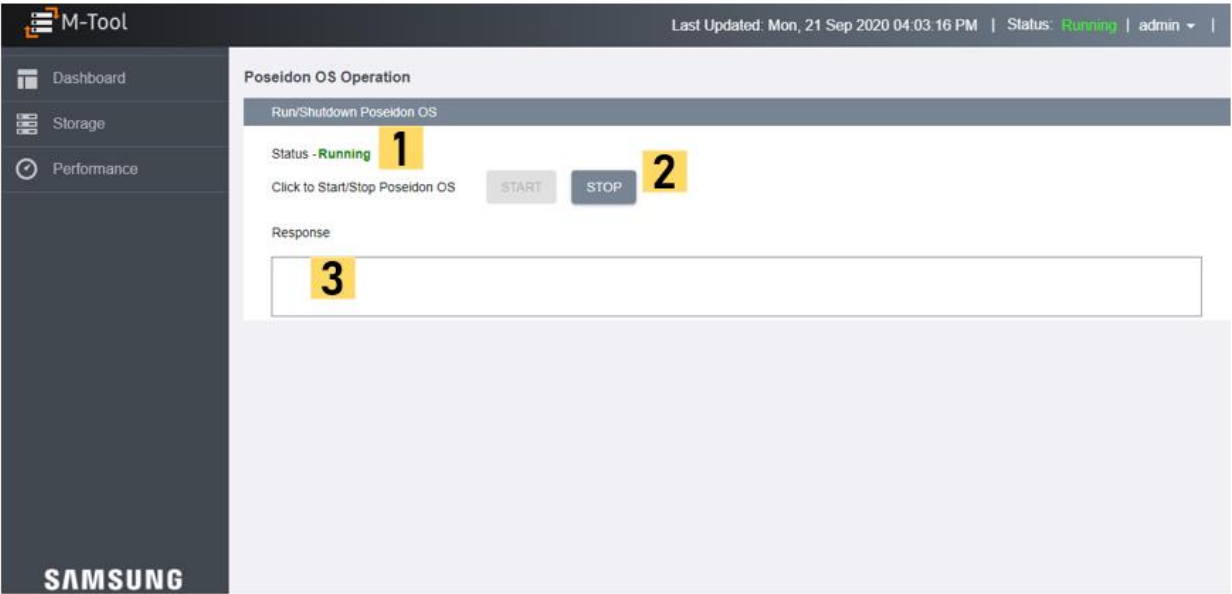 M-Tool
Last Updated: Mon, 21 Sep 2020 04:03:16 PM | Status: Running | admin |
Dashboard
Storage
Performance
Poseidon OS Operation
Run/Shutdown Poseidon OS
Status - Running 1
Click to Start/Stop Poseidon OS START STOP 2
Response
3
SAMSUNG